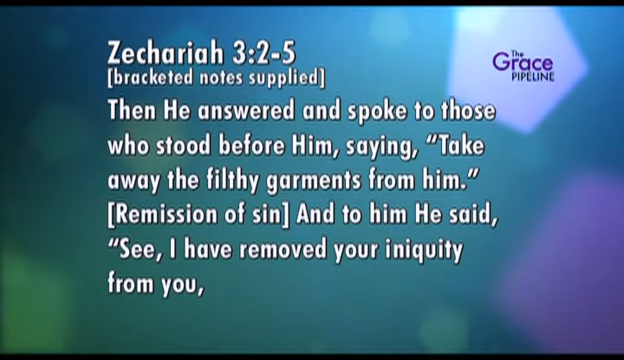 Zechariah 3:2-5
[bracketed notes supplied]
Then He answered and spoke to those
who stood before Him, saying, “Take
away the filthy garments from him.”
[Remission of sin] And to him He said,
“See, I have removed your iniquity
from you,
The
Grace
PIPELINE